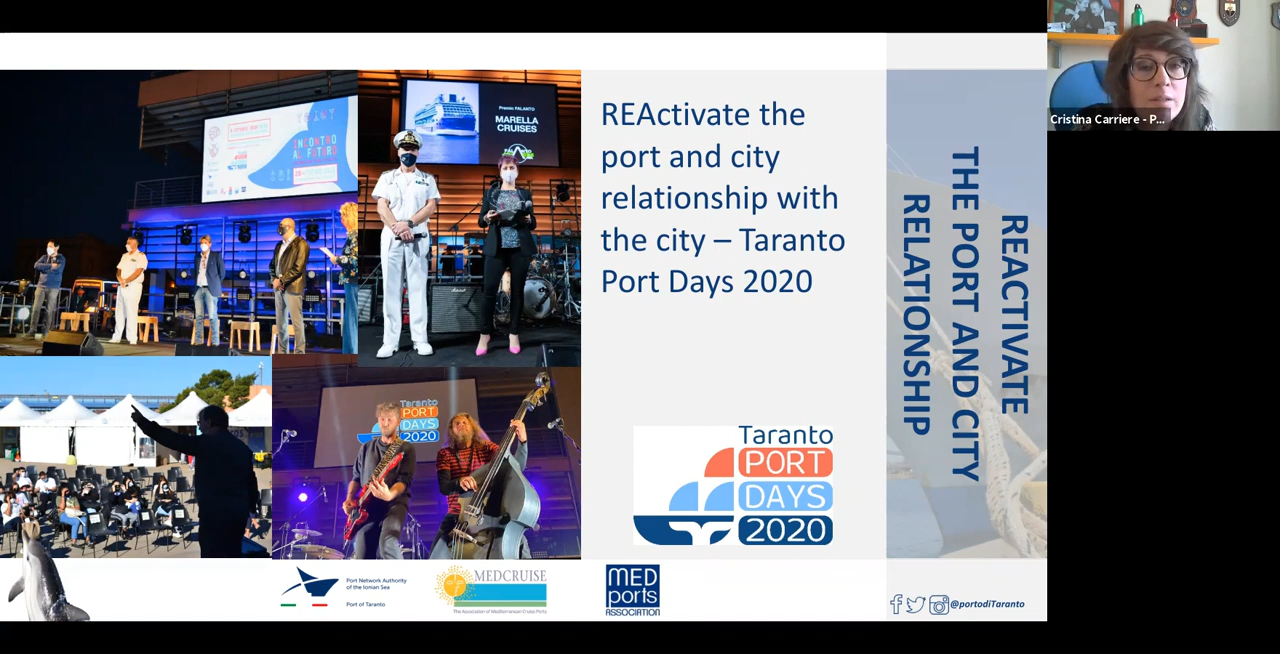 INCONTRO
AL FUTURO
Premio FALANTO
MARELLA
CRUISES
Marshall
Taranto
PORT
DAYS
2020
REActivate the
port and city
relationship with
the city – Taranto
Port Days 2020
Taranto
PORT
DAYS
2020
REACTIVATE
THE PORT AND CITY
RELATIONSHIP
Cristina Carriere - P...
Port Network Authority
of the Ionian Sea
Port of Taranto
MEDCRUISE
The Association of Mediterranean Cruise Ports
MED
ports
ASSOCIATION
@portodiTaranto